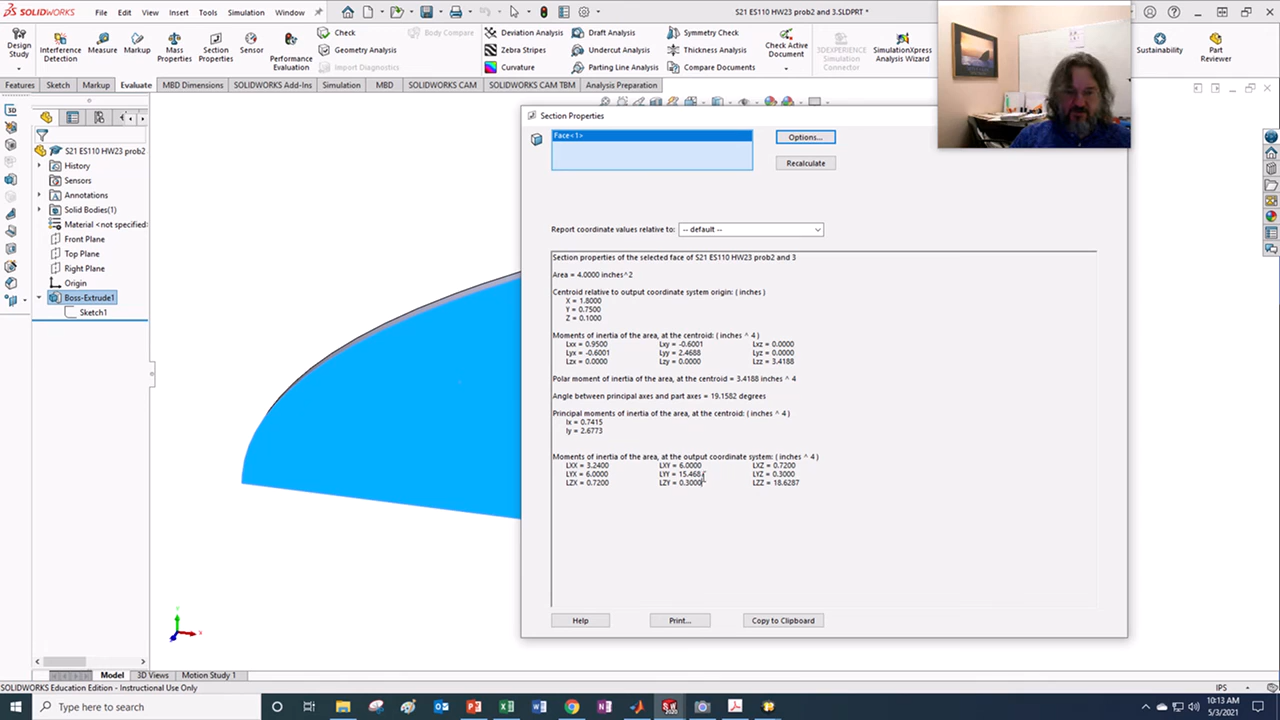 SOLIDWORKS
File Edit View Insert Tools Simulation Window
S21 ES110 HW23 prob2 and 3.SLDPRT *
Design Study
Interference Detection
Measure
Markup
Mass Properties
Section Properties
Sensor
Performance Evaluation
Check
Geometry Analysis
Import Diagnostics
Body Compare
Deviation Analysis
Zebra Stripes
Curvature
Draft Analysis
Undercut Analysis
Parting Line Analysis
Symmetry Check
Thickness Analysis
Compare Documents
Check Active Document
3DEXPERIENCE Simulation Connector
SimulationXpress Analysis Wizard
Sustainability
Part Reviewer
Features Sketch Markup Evaluate MBD Dimensions SOLIDWORKS Add-Ins Simulation MBD SOLIDWORKS CAM SOLIDWORKS CAM TBM Analysis Preparation
S21 ES110 HW23 prob2
History
Sensors
Annotations
Solid Bodies(1)
Material <not specified>
Front Plane
Top Plane
Right Plane
Origin
Boss-Extrude1
Sketch1
Section Properties
Face<1>
Options...
Recalculate
Report coordinate values relative to: -- default --
Section properties of the selected face of S21 ES110 HW23 prob2 and 3
Area = 4.0000 inches^2
Centroid relative to output coordinate system origin: ( inches )
X = 1.8000
Y = 0.7500
Z = 0.1000
Moments of inertia of the area, at the centroid: ( inches ^ 4 )
Lxx = 0.9500 Lxy = -0.6001 Lxz = 0.0000
Lyx = -0.6001 Lyy = 2.4688 Lyz = 0.0000
Lzx = 0.0000 Lzy = 0.0000 Lzz = 3.4188
Polar moment of inertia of the area, at the centroid = 3.4188 inches ^ 4
Angle between principal axes and part axes = 19.1582 degrees
Principal moments of inertia of the area, at the centroid: ( inches ^ 4 )
Ix = 0.7415
Iy = 2.6773
Moments of inertia of the area, at the output coordinate system: ( inches ^ 4 )
LXX = 3.2400 LXY = 6.0000 LXZ = 0.7200
LYX = 6.0000 LYY = 15.468 LYZ = 0.3000
LZX = 0.7200 LZY = 0.3000 LZZ = 18.6287
Help
Print...
Copy to Clipboard
Model 3D Views Motion Study 1
SOLIDWORKS Education Edition - Instructional Use Only
IPS
Type here to search
10:13 AM
5/3/2021